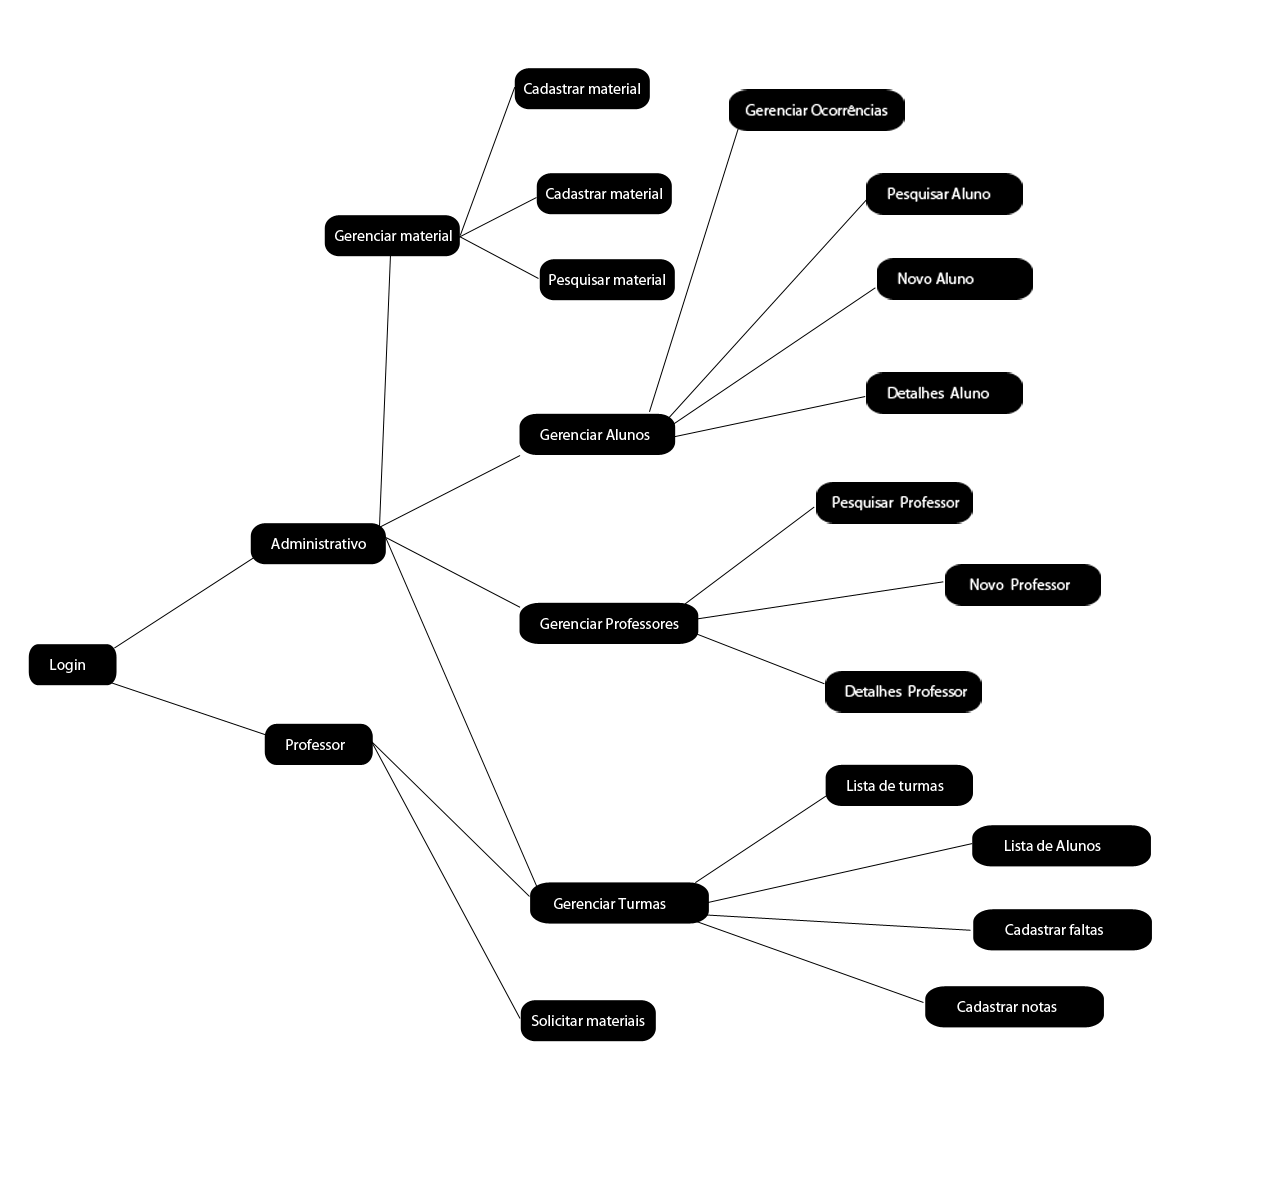 Cadastrar material
Gerenciar Ocorrências
Cadastrar material
Pesquisar Aluno
Gerenciar material
Pesquisar material
Novo Aluno
Detalhes Aluno
Gerenciar Alunos
Pesquisar Professor
Administrativo
Novo Professor
Gerenciar Professores
Login
Detalhes Professor
Professor
Lista de turmas
Lista de Alunos
Gerenciar Turmas
Cadastrar faltas
Cadastrar notas
Solicitar materiais